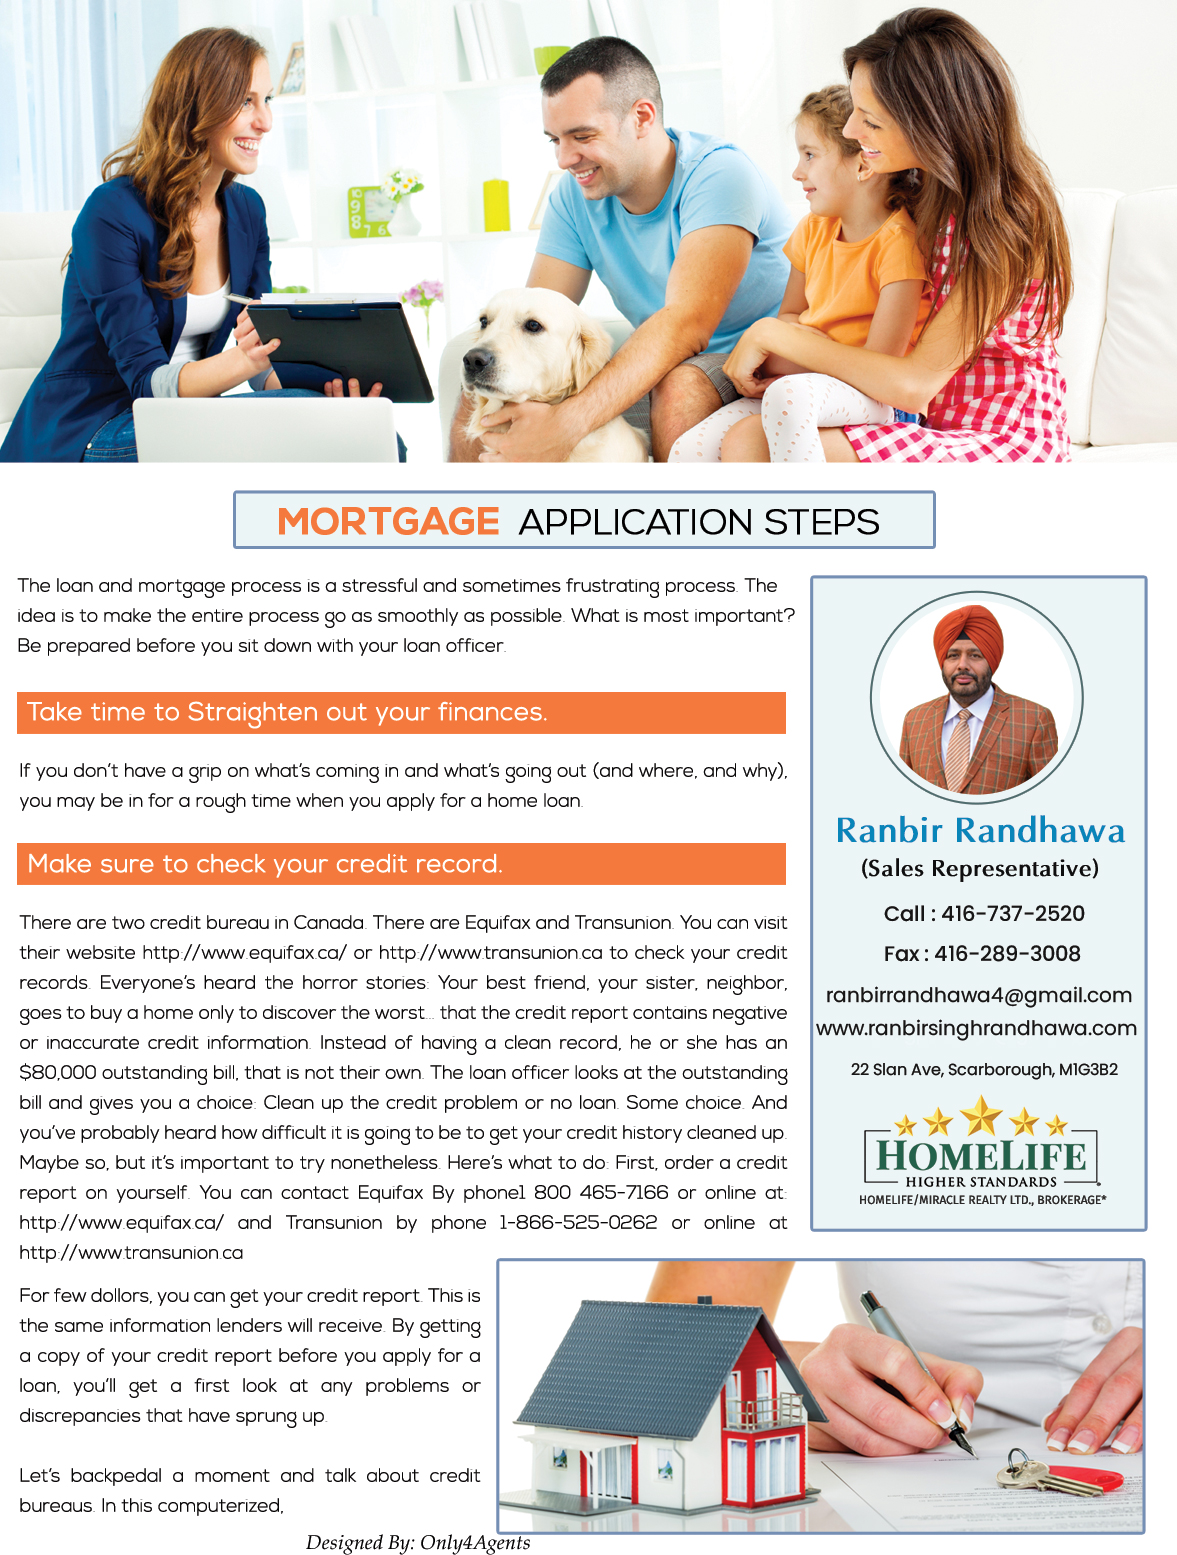 MORTGAGE APPLICATION STEPS
The loan and mortgage process is a stressful and sometimes frustrating process. The
idea is to make the entire process go as smoothly as possible. What is most important?
Be prepared before you sit down with your loan officer.
Take time to Straighten out your finances.
If you don't have a grip on what's coming in and what's going out (and where, and why),
you may be in for a rough time when you apply for a home loan.
Make sure to check your credit record.
There are two credit bureau in Canada. There are Equifax and Transunion. You can visit
their website http://www.equifax.ca/ or http://www.transunion.ca to check your credit
records. Everyone's heard the horror stories: Your best friend, your sister, neighbor,
goes to buy a home only to discover the worst... that the credit report contains negative
or inaccurate credit information. Instead of having a clean record, he or she has an
$80,000 outstanding bill, that is not their own. The loan officer looks at the outstanding
bill and gives you a choice: Clean up the credit problem or no loan. Some choice. And
you've probably heard how difficult it is going to be to get your credit history cleaned up.
Maybe so, but it's important to try nonetheless. Here's what to do: First, order a credit
report on yourself. You can contact Equifax By phone1 800 465-7166 or online at:
http://www.equifax.ca/ and Transunion by phone 1-866-525-0262 or online at
http://www.transunion.ca
For few dollors, you can get your credit report. This is
the same information lenders will receive. By getting
a copy of your credit report before you apply for a
loan, you'll get a first look at any problems or
discrepancies that have sprung up.
Let's backpedal a moment and talk about credit
bureaus. In this computerized,
Ranbir Randhawa
(Sales Representative)
Call : 416-737-2520
Fax : 416-289-3008
ranbirrandhawa4@gmail.com
www.ranbirsinghrandhawa.com
22 Slan Ave, Scarborough, M1G3B2
HOMELIFE
HIGHER STANDARDS
HOMELIFE/MIRACLE REALTY LTD., BROKERAGE*
Designed By: Only4Agents